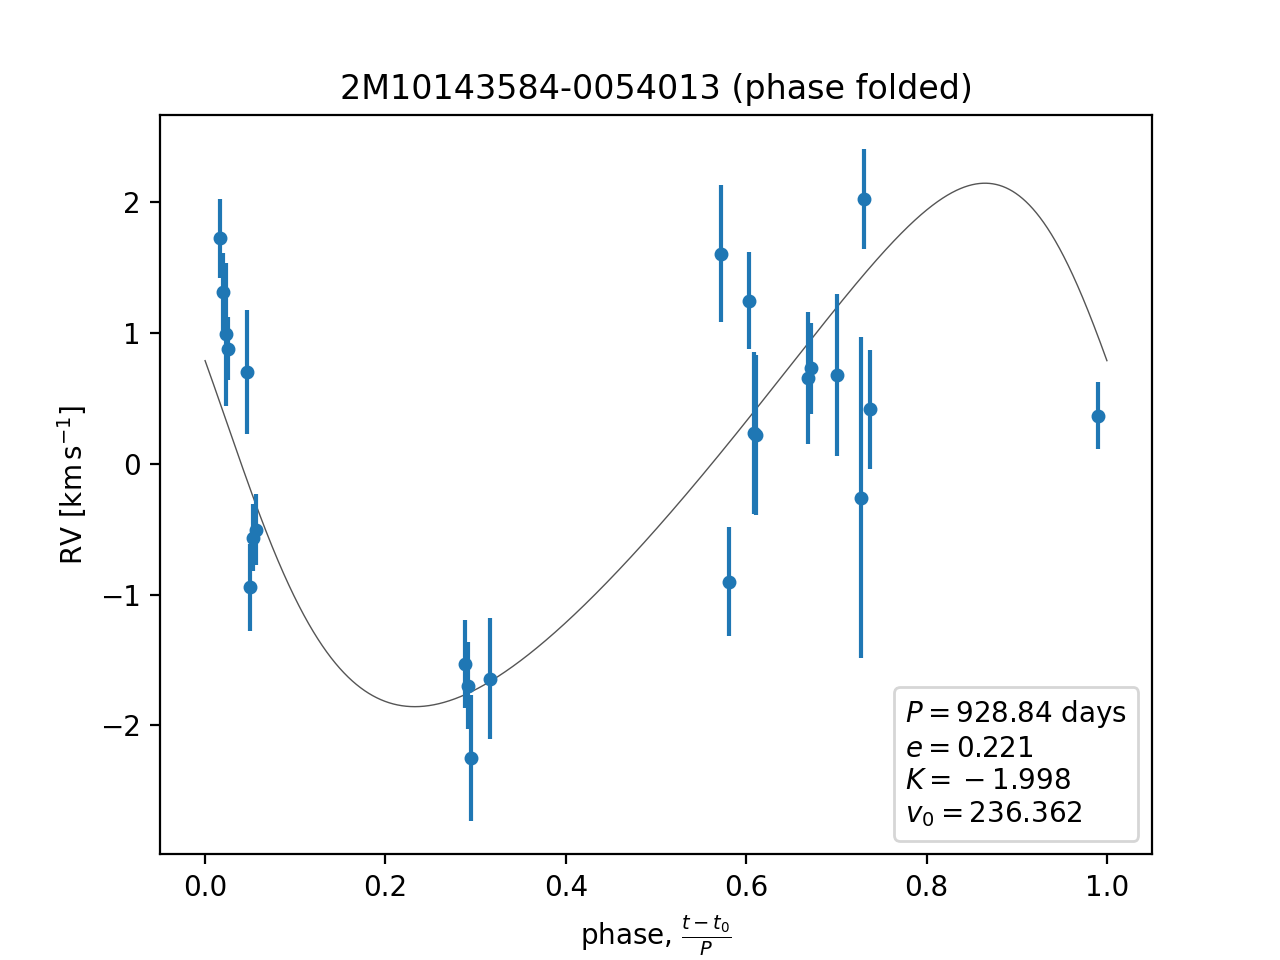 2M10143584-0054013 (phase folded)
RV [km s⁻¹]
2
1
0
−1
−2
P = 928.84 days
e = 0.221
K = −1.998
v₀ = 236.362
0.0 0.2 0.4 0.6 0.8 1.0
phase, (t − t₀)/P